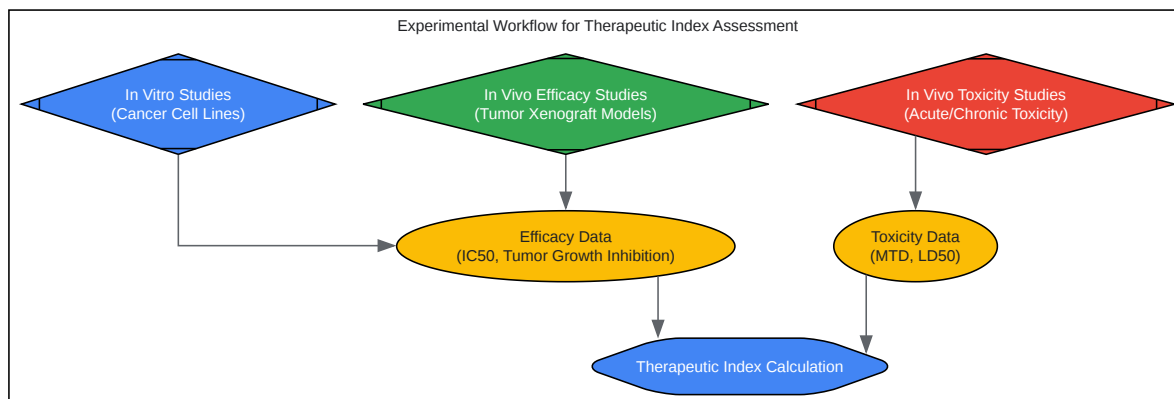 Experimental Workflow for Therapeutic Index Assessment
In Vitro Studies
(Cancer Cell Lines)
In Vivo Efficacy Studies
(Tumor Xenograft Models)
In Vivo Toxicity Studies
(Acute/Chronic Toxicity)
Efficacy Data
(IC50, Tumor Growth Inhibition)
Toxicity Data
(MTD, LD50)
Therapeutic Index Calculation